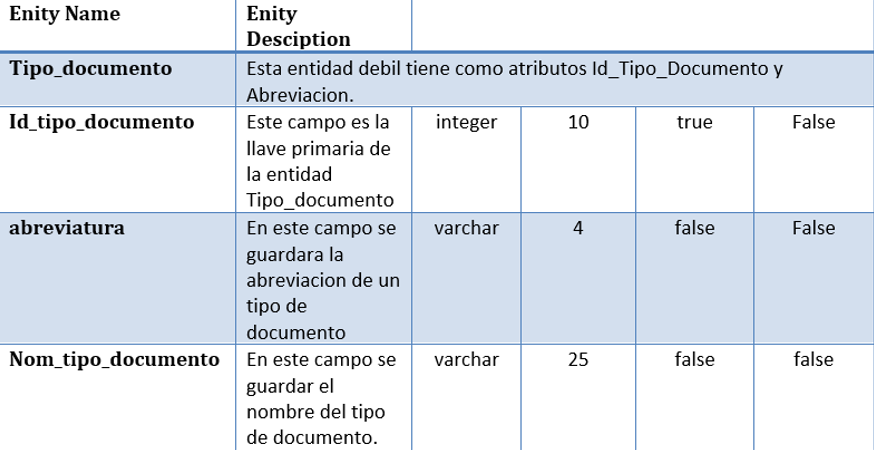 Enity Name Enity
Desciption
Tipo_documento Esta entidad debil tiene como atributos Id_Tipo_Documento y
Abreviacion.
Id_tipo_documento Este campo es la integer 10 true False
llave primaria de
la entidad
Tipo_documento
abreviatura En este campo se varchar 4 false False
guardara la
abreviacion de un
tipo de
documento
Nom_tipo_documento En este campo se varchar 25 false false
guardar el
nombre del tipo
de documento.